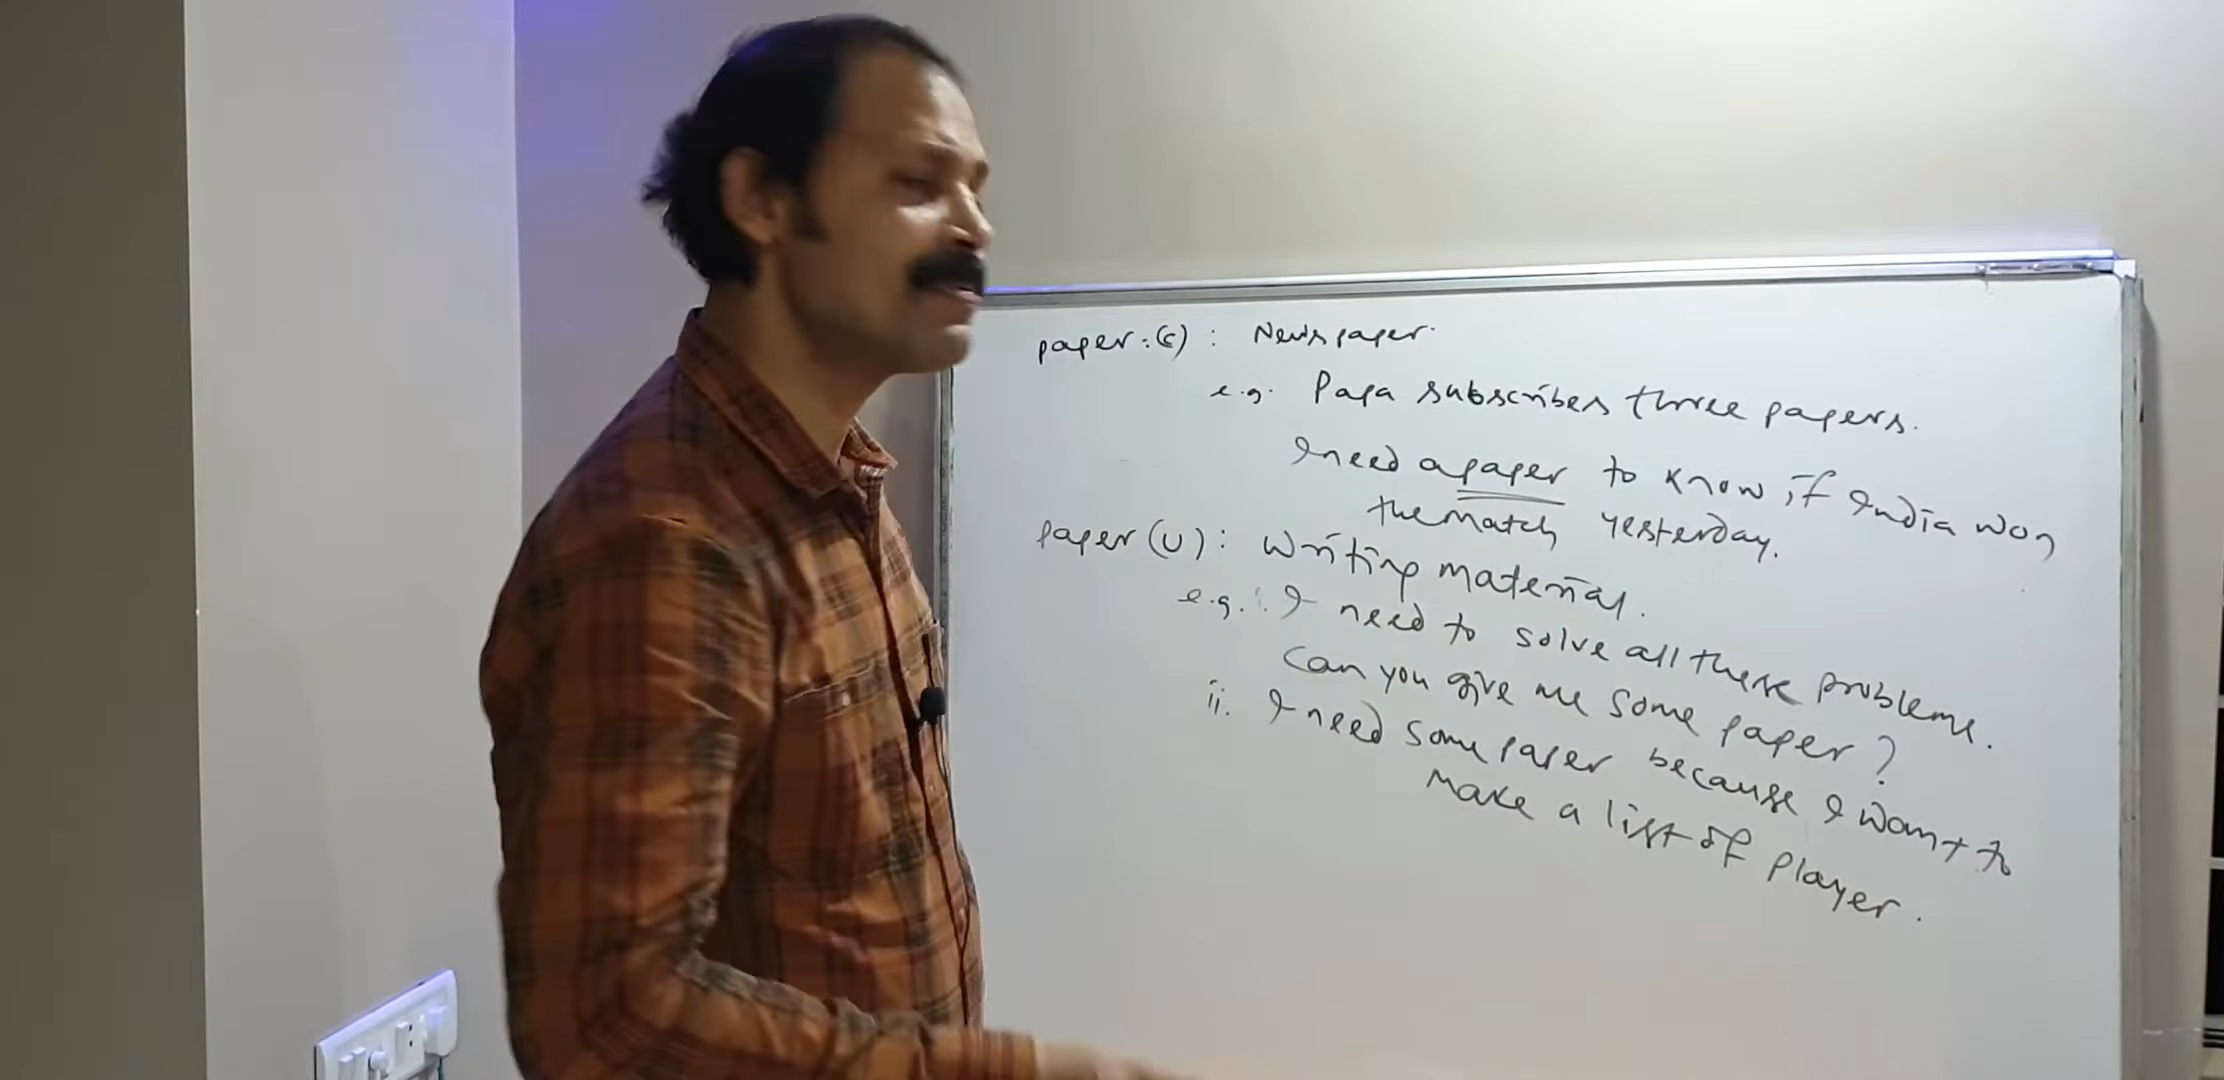 paper:(c) : Newspaper.
e.g. Papa subscribes three papers.
I need a paper to know if India won
the match yesterday.
paper (U) : Writing material.
e.g. i. I need to solve all these problems.
Can you give me some paper?
ii. I need some paper because I want to
make a list of player.